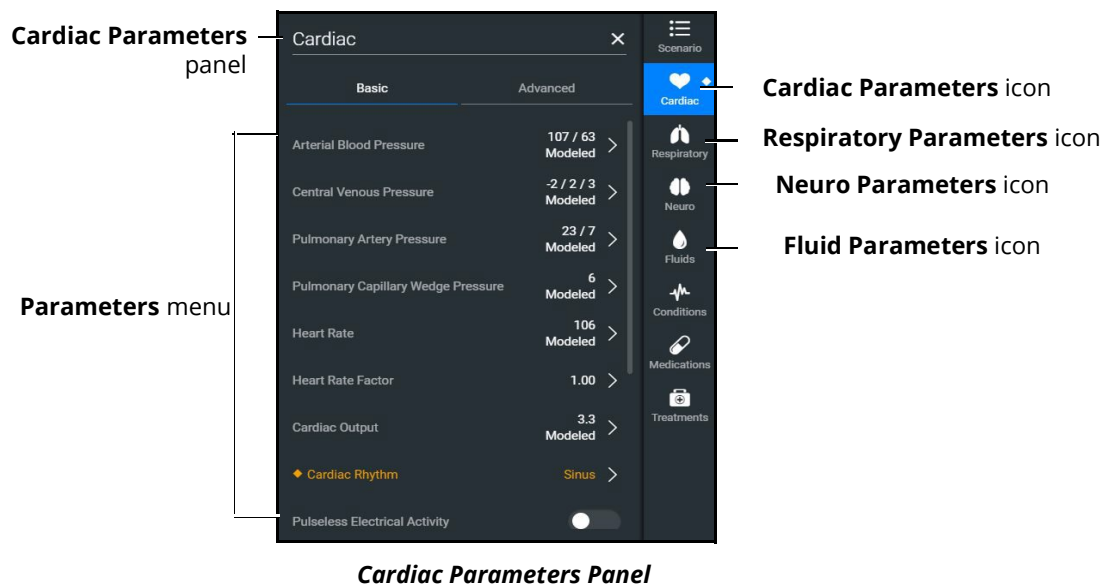 Cardiac Parameters
panel
Parameters menu
Cardiac
Basic
Advanced
Arterial Blood Pressure
107 / 63
Modeled
Central Venous Pressure
-2 / 2 / 3
Modeled
Pulmonary Artery Pressure
23 / 7
Modeled
Pulmonary Capillary Wedge Pressure
6
Modeled
Heart Rate
106
Modeled
Heart Rate Factor
1.00
Cardiac Output
3.3
Modeled
Cardiac Rhythm
Sinus
Pulseless Electrical Activity
Scenario
Cardiac
Respiratory
Neuro
Fluids
Conditions
Medications
Treatments
Cardiac Parameters icon
Respiratory Parameters icon
Neuro Parameters icon
Fluid Parameters icon
Cardiac Parameters Panel